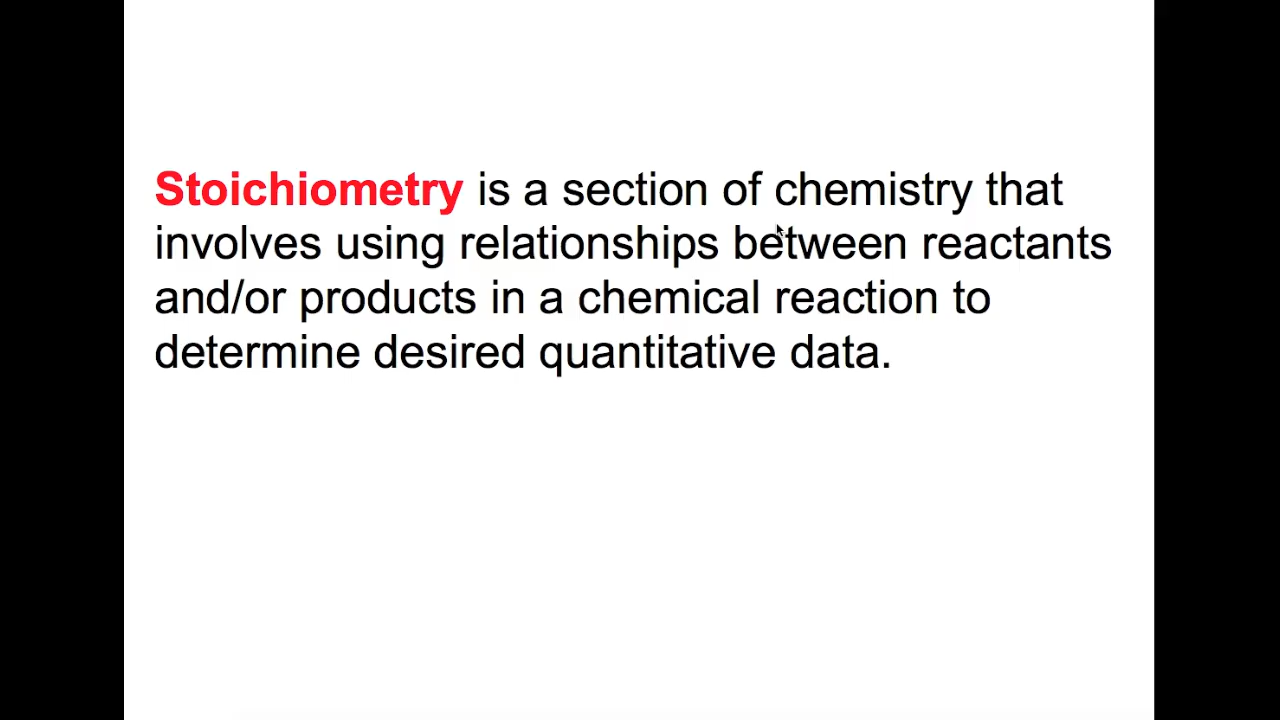 Stoichiometry is a section of chemistry that
involves using relationships between reactants
and/or products in a chemical reaction to
determine desired quantitative data.